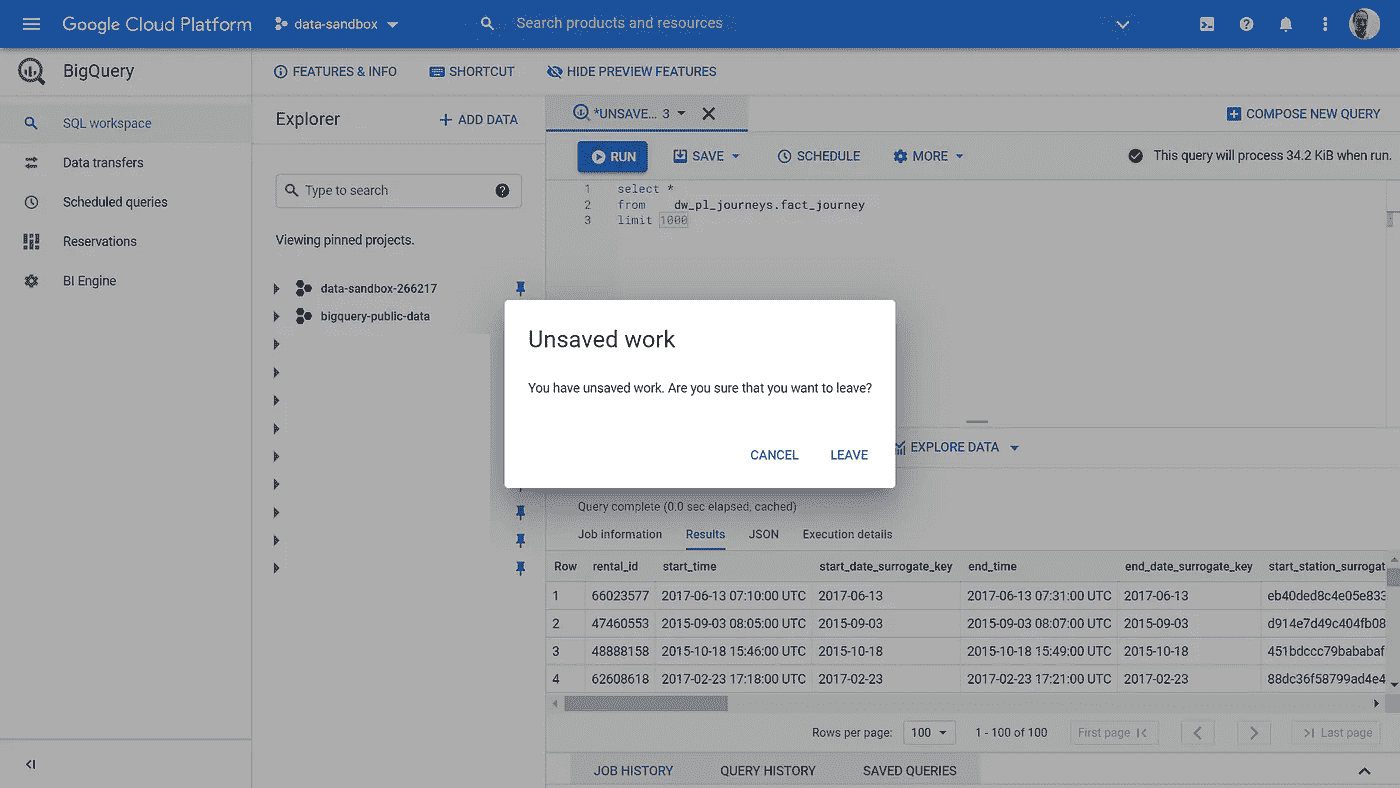 Google Cloud Platform data-sandbox Search products and resources
BigQuery FEATURES & INFO SHORTCUT HIDE PREVIEW FEATURES
SQL workspace
Data transfers
Scheduled queries
Reservations
BI Engine
Explorer ADD DATA
Type to search
Viewing pinned projects.
data-sandbox-266217
bigquery-public-data
*UNSAVE... 3 COMPOSE NEW QUERY
RUN SAVE SCHEDULE MORE This query will process 34.2 KiB when run.
1 select *
2 from dw_pl_journeys.fact_journey
3 limit 1000
Unsaved work
You have unsaved work. Are you sure that you want to leave?
CANCEL LEAVE
EXPLORE DATA
Query complete (0.0 sec elapsed, cached)
Job information Results JSON Execution details
Row rental_id start_time start_date_surrogate_key end_time end_date_surrogate_key start_station_surrogat
1 66023577 2017-06-13 07:10:00 UTC 2017-06-13 2017-06-13 07:31:00 UTC 2017-06-13 eb40ded8c4e05e833
2 47460553 2015-09-03 08:05:00 UTC 2015-09-03 2015-09-03 08:07:00 UTC 2015-09-03 d914e7d49c404fb08
3 48888158 2015-10-18 15:46:00 UTC 2015-10-18 2015-10-18 15:49:00 UTC 2015-10-18 451bdccc79bababaf
4 62608618 2017-02-23 17:18:00 UTC 2017-02-23 2017-02-23 17:21:00 UTC 2017-02-23 88dc36f58799ad4e4
Rows per page: 100 1 - 100 of 100 First page Last page
JOB HISTORY QUERY HISTORY SAVED QUERIES